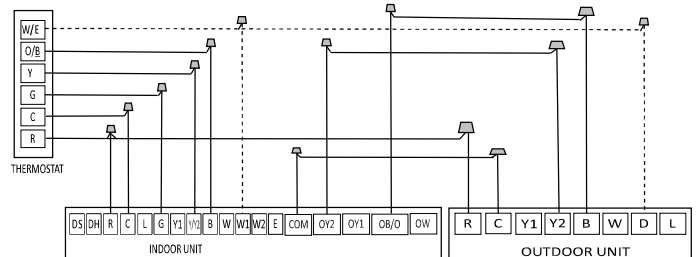 W/E
O/B
Y
G
C
R
THERMOSTAT
DS DH R C L G Y1 Y/Y2 B W W1 W2 E COM OY2 OY1 OB/O OW
INDOOR UNIT
R C Y1 Y2 B W D L
OUTDOOR UNIT